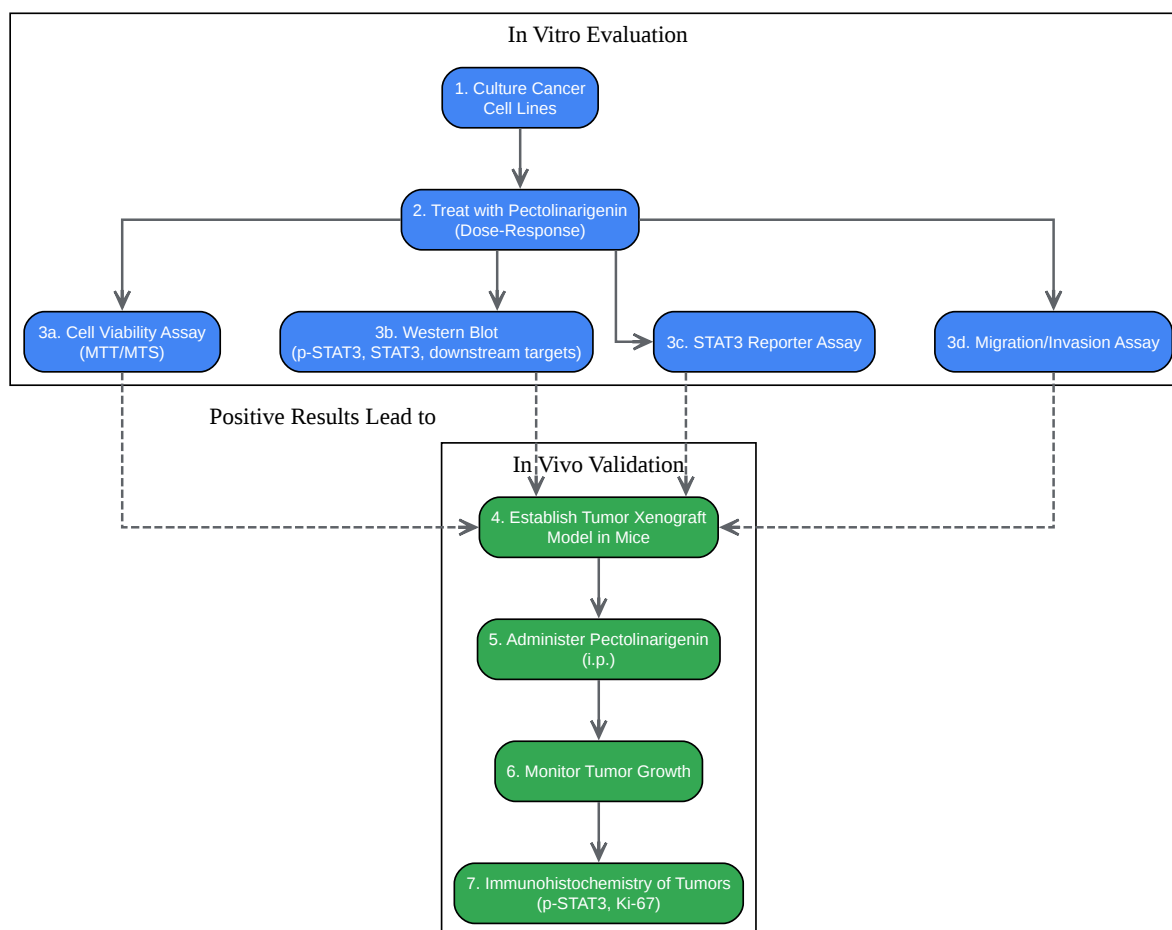 In Vitro Evaluation
1. Culture Cancer
Cell Lines
2. Treat with Pectolinarigenin
(Dose-Response)
3a. Cell Viability Assay
(MTT/MTS)
3b. Western Blot
(p-STAT3, STAT3, downstream targets)
3c. STAT3 Reporter Assay
3d. Migration/Invasion Assay
Positive Results Lead to
In Vivo Validation
4. Establish Tumor Xenograft
Model in Mice
5. Administer Pectolinarigenin
(i.p.)
6. Monitor Tumor Growth
7. Immunohistochemistry of Tumors
(p-STAT3, Ki-67)